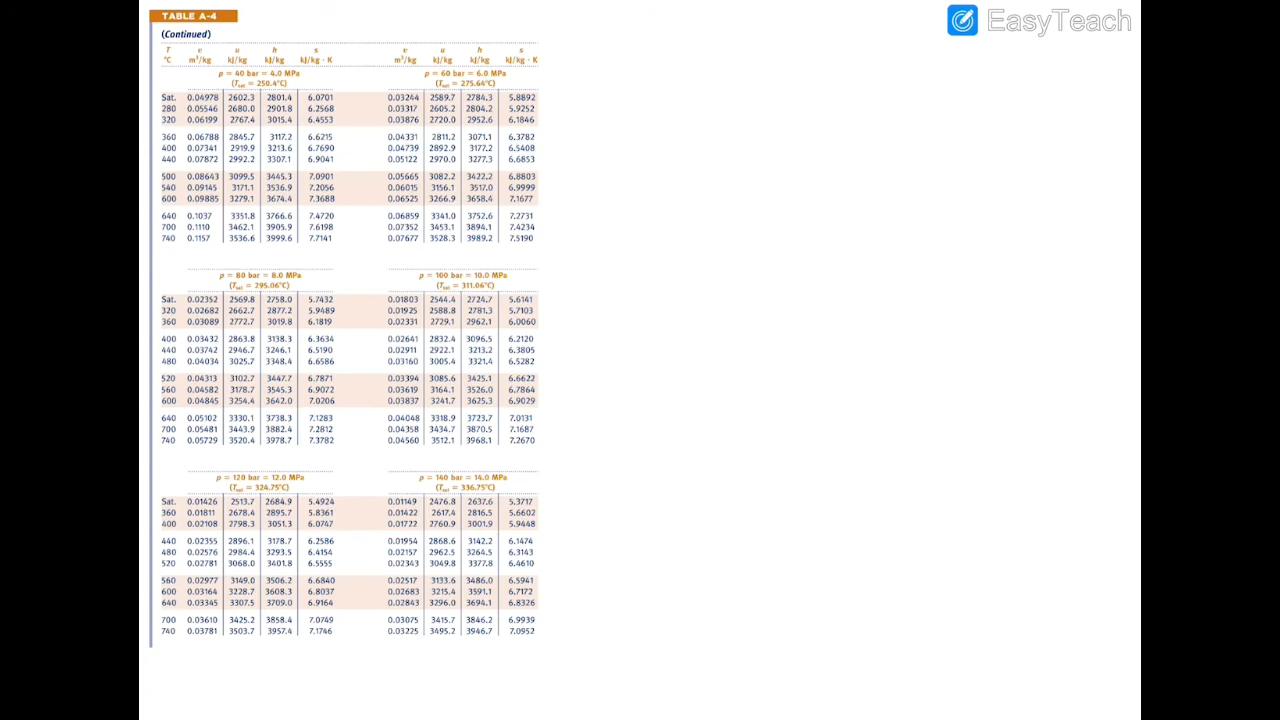 TABLE A-4
EasyTeach
(Continued)
T v u h s v u h s
°C m³/kg kJ/kg kJ/kg kJ/kg · K m³/kg kJ/kg kJ/kg kJ/kg · K
p = 40 bar = 4.0 MPa p = 60 bar = 6.0 MPa
(Tsat = 250.4°C) (Tsat = 275.64°C)
Sat. 0.04978 2602.3 2801.4 6.0701 0.03244 2589.7 2784.3 5.8892
280 0.05546 2680.0 2901.8 6.2568 0.03317 2605.2 2804.2 5.9252
320 0.06199 2767.4 3015.4 6.4553 0.03876 2720.0 2952.6 6.1846
360 0.06788 2845.7 3117.2 6.6215 0.04331 2811.2 3071.1 6.3782
400 0.07341 2919.9 3213.6 6.7690 0.04739 2892.9 3177.2 6.5408
440 0.07872 2992.2 3307.1 6.9041 0.05122 2970.0 3277.3 6.6853
500 0.08643 3099.5 3445.3 7.0901 0.05665 3082.2 3422.2 6.8803
540 0.09145 3171.1 3536.9 7.2056 0.06015 3156.1 3517.0 6.9999
600 0.09885 3279.1 3674.4 7.3688 0.06525 3266.9 3658.4 7.1677
640 0.1037 3351.8 3766.6 7.4720 0.06859 3341.0 3752.6 7.2731
700 0.1110 3462.1 3905.9 7.6198 0.07352 3453.1 3894.1 7.4234
740 0.1157 3536.6 3999.6 7.7141 0.07677 3528.3 3989.2 7.5190
p = 80 bar = 8.0 MPa p = 100 bar = 10.0 MPa
(Tsat = 295.06°C) (Tsat = 311.06°C)
Sat. 0.02352 2569.8 2758.0 5.7432 0.01803 2544.4 2724.7 5.6141
320 0.02682 2662.7 2877.2 5.9489 0.01925 2588.8 2781.3 5.7103
360 0.03089 2772.7 3019.8 6.1819 0.02331 2729.1 2962.1 6.0060
400 0.03432 2863.8 3138.3 6.3634 0.02641 2832.4 3096.5 6.2120
440 0.03742 2946.7 3246.1 6.5190 0.02911 2922.1 3213.2 6.3805
480 0.04034 3025.7 3348.4 6.6586 0.03160 3005.4 3321.4 6.5282
520 0.04313 3102.7 3447.7 6.7871 0.03394 3085.6 3425.1 6.6622
560 0.04582 3178.7 3545.3 6.9072 0.03619 3164.1 3526.0 6.7864
600 0.04845 3254.4 3642.0 7.0206 0.03837 3241.7 3625.3 6.9029
640 0.05102 3330.1 3738.3 7.1283 0.04048 3318.9 3723.7 7.0131
700 0.05481 3443.9 3882.4 7.2812 0.04358 3434.7 3870.5 7.1687
740 0.05729 3520.4 3978.7 7.3782 0.04560 3512.1 3968.1 7.2670
p = 120 bar = 12.0 MPa p = 140 bar = 14.0 MPa
(Tsat = 324.75°C) (Tsat = 336.75°C)
Sat. 0.01426 2513.7 2684.9 5.4924 0.01149 2476.8 2637.6 5.3717
360 0.01811 2678.4 2895.7 5.8361 0.01422 2617.4 2816.5 5.6602
400 0.02108 2798.3 3051.3 6.0747 0.01722 2760.9 3001.9 5.9448
440 0.02355 2896.1 3178.7 6.2586 0.01954 2868.6 3142.2 6.1474
480 0.02576 2984.4 3293.5 6.4154 0.02157 2962.5 3264.5 6.3143
520 0.02781 3068.0 3401.8 6.5555 0.02343 3049.8 3377.8 6.4610
560 0.02977 3149.0 3506.2 6.6840 0.02517 3133.6 3486.0 6.5941
600 0.03164 3228.7 3608.3 6.8037 0.02683 3215.4 3591.1 6.7172
640 0.03345 3307.5 3709.0 6.9164 0.02843 3296.0 3694.1 6.8326
700 0.03610 3425.2 3858.4 7.0749 0.03075 3415.7 3846.2 6.9939
740 0.03781 3503.7 3957.4 7.1746 0.03225 3495.2 3946.7 7.0952